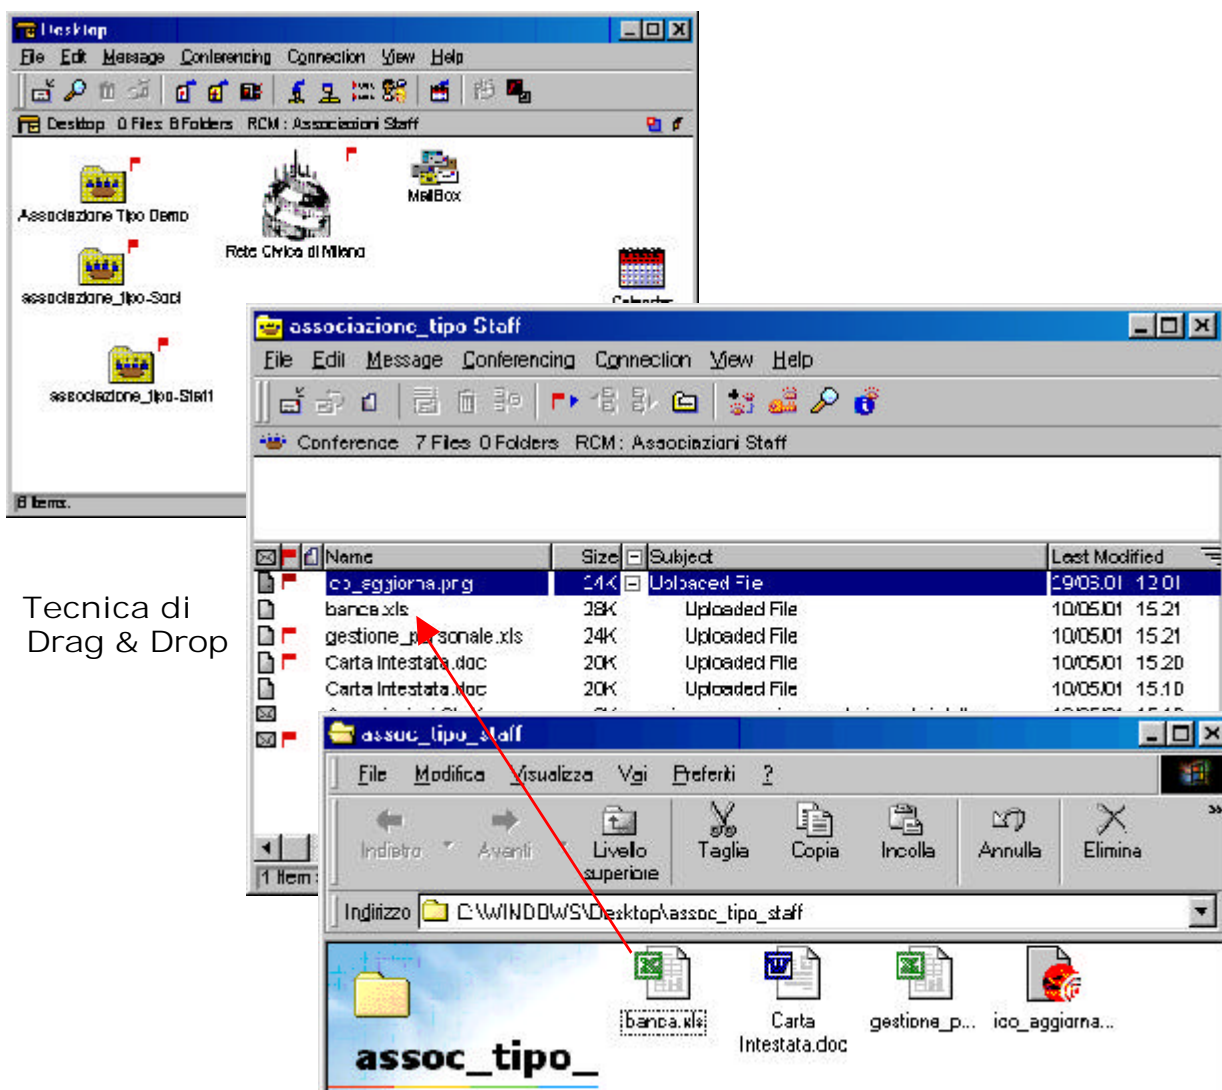 Desktop
File Edit Message Conferencing Connection View Help
Desktop 0 Files 8 Folders RCM : Associazioni Staff
Associazione Tipo Demo
Rete Civica di Milano
MailBox
associazione_tipo-Soci
Calendar
associazione_tipo-Staff
8 Items.
associazione_tipo Staff
File Edit Message Conferencing Connection View Help
Conference 7 Files 0 Folders RCM : Associazioni Staff
Name Size Subject Last Modified
ico_aggiorna.png 24K Uploaded File 29/06/01 12.01
banca.xls 28K Uploaded File 10/05/01 15.21
gestione_personale.xls 24K Uploaded File 10/05/01 15.21
Carta Intestata.doc 20K Uploaded File 10/05/01 15.20
Carta Intestata.doc 20K Uploaded File 10/05/01 15.10
1 Item
Tecnica di
Drag & Drop
assoc_tipo_staff
File Modifica Visualizza Vai Preferiti ?
Indietro Avanti Livello superiore Taglia Copia Incolla Annulla Elimina
Indirizzo C:\WINDOWS\Desktop\assoc_tipo_staff
banca.xls
Carta
Intestata.doc
gestione_p...
ico_aggiorna...
assoc_tipo_